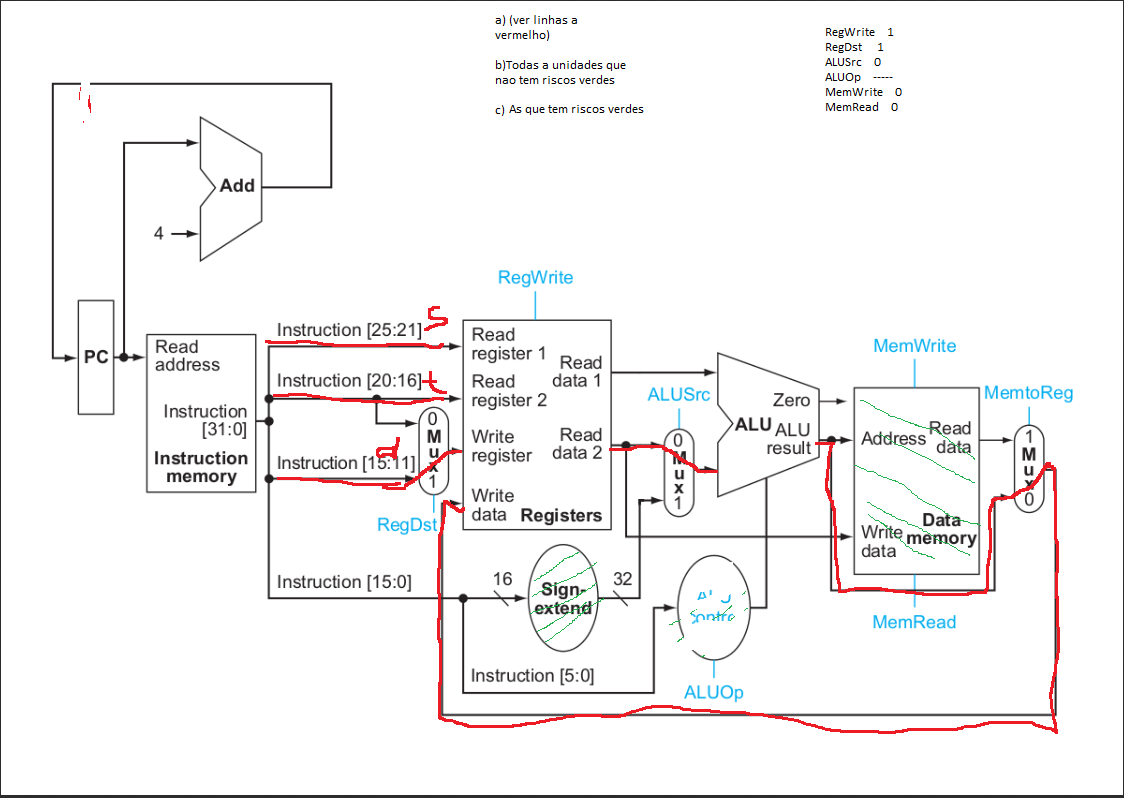 a) (ver linhas a
vermelho)
b)Todas a unidades que
nao tem riscos verdes
c) As que tem riscos verdes
RegWrite 1
RegDst 1
ALUSrc 0
ALUOp -----
MemWrite 0
MemRead 0
Add
4
PC
Read
address
Instruction
[31:0]
Instruction
memory
Instruction [25:21]
s
Instruction [20:16]
t
Instruction [15:11]
d
0
Mux
1
RegDst
RegWrite
Read
register 1
Read
register 2
Write
register
Write
data
Read
data 1
Read
data 2
Registers
Instruction [15:0]
16
Sign-
extend
32
Instruction [5:0]
ALUSrc
0
Mux
1
ALU
Zero
ALU
result
ALUOp
MemWrite
Address
Read
data
Write
data
Data
memory
MemRead
MemtoReg
1
Mux
0